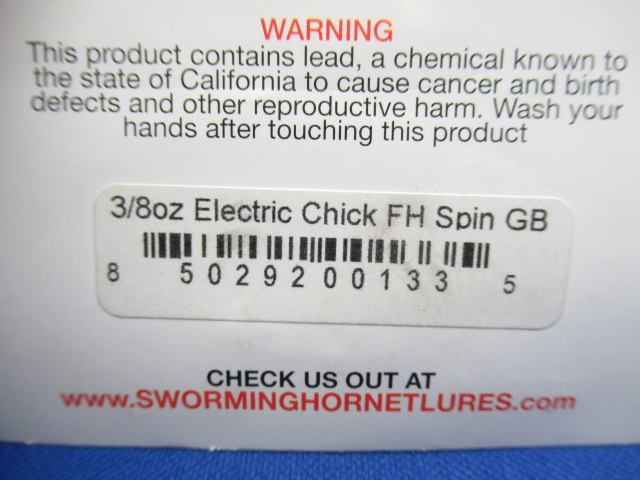 WARNING
This product contains lead, a chemical known to
the state of California to cause cancer and birth
defects and other reproductive harm. Wash your
hands after touching this product
3/8oz Electric Chick FH Spin GB
8 50292 00133 5
CHECK US OUT AT
www.SWORMINGHORNETLURES.com